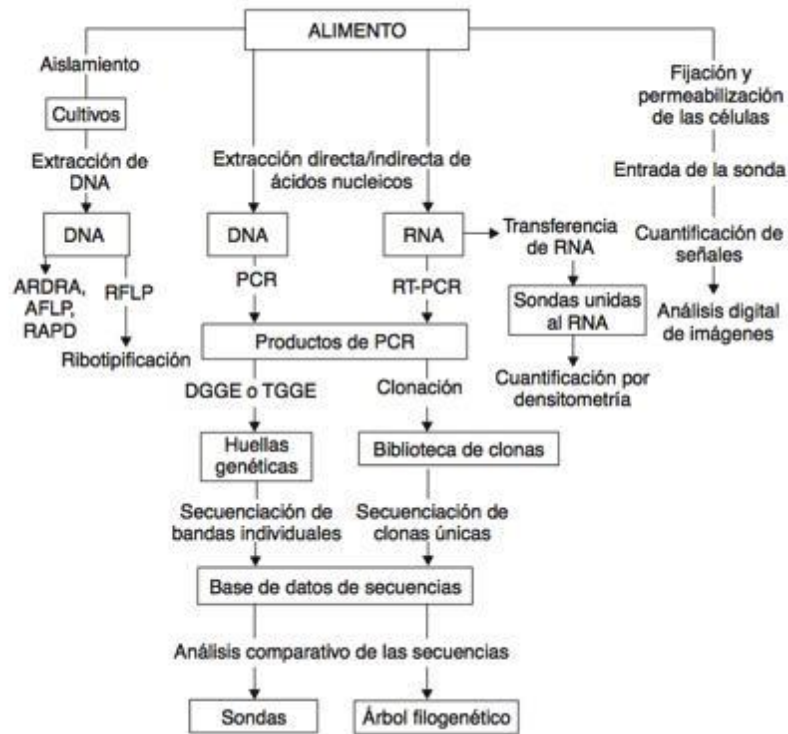 ALIMENTO
Aislamiento
Cultivos
Extracción de
DNA
DNA
ARDRA,
AFLP,
RAPD
RFLP
Ribotipificación
Extracción directa/indirecta de
ácidos nucleicos
DNA
RNA
PCR
RT-PCR
Transferencia
de RNA
Sondas unidas
al RNA
Cuantificación por
densitometría
Productos de PCR
DGGE o TGGE
Clonación
Huellas
genéticas
Biblioteca de clonas
Secuenciación de
bandas individuales
Secuenciación de
clonas únicas
Base de datos de secuencias
Análisis comparativo de las secuencias
Sondas
Árbol filogenético
Fijación y
permeabilización
de las células
Entrada de la sonda
Cuantificación de
señales
Análisis digital
de imágenes